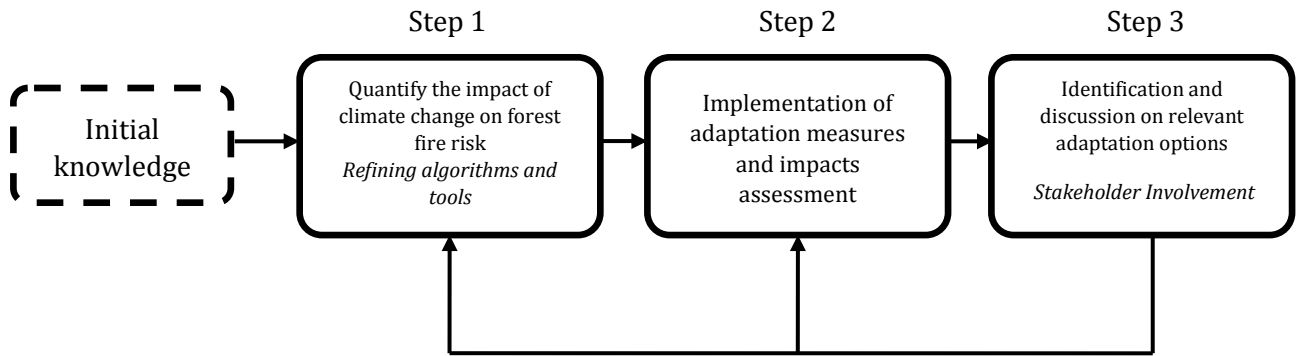 Step 1
Step 2
Step 3
Initial
knowledge
Quantify the impact of
climate change on forest
fire risk
Refining algorithms and
tools
Implementation of
adaptation measures
and impacts
assessment
Identification and
discussion on relevant
adaptation options
Stakeholder Involvement